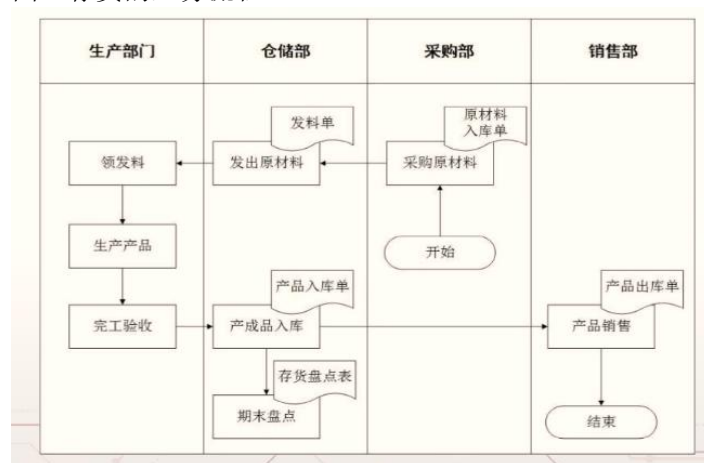 生产部门
仓储部
采购部
销售部
发料单
原材料
入库单
领发料
发出原材料
采购原材料
生产产品
开始
产品入库单
产品出库单
完工验收
产成品入库
产品销售
存货盘点表
期末盘点
结束